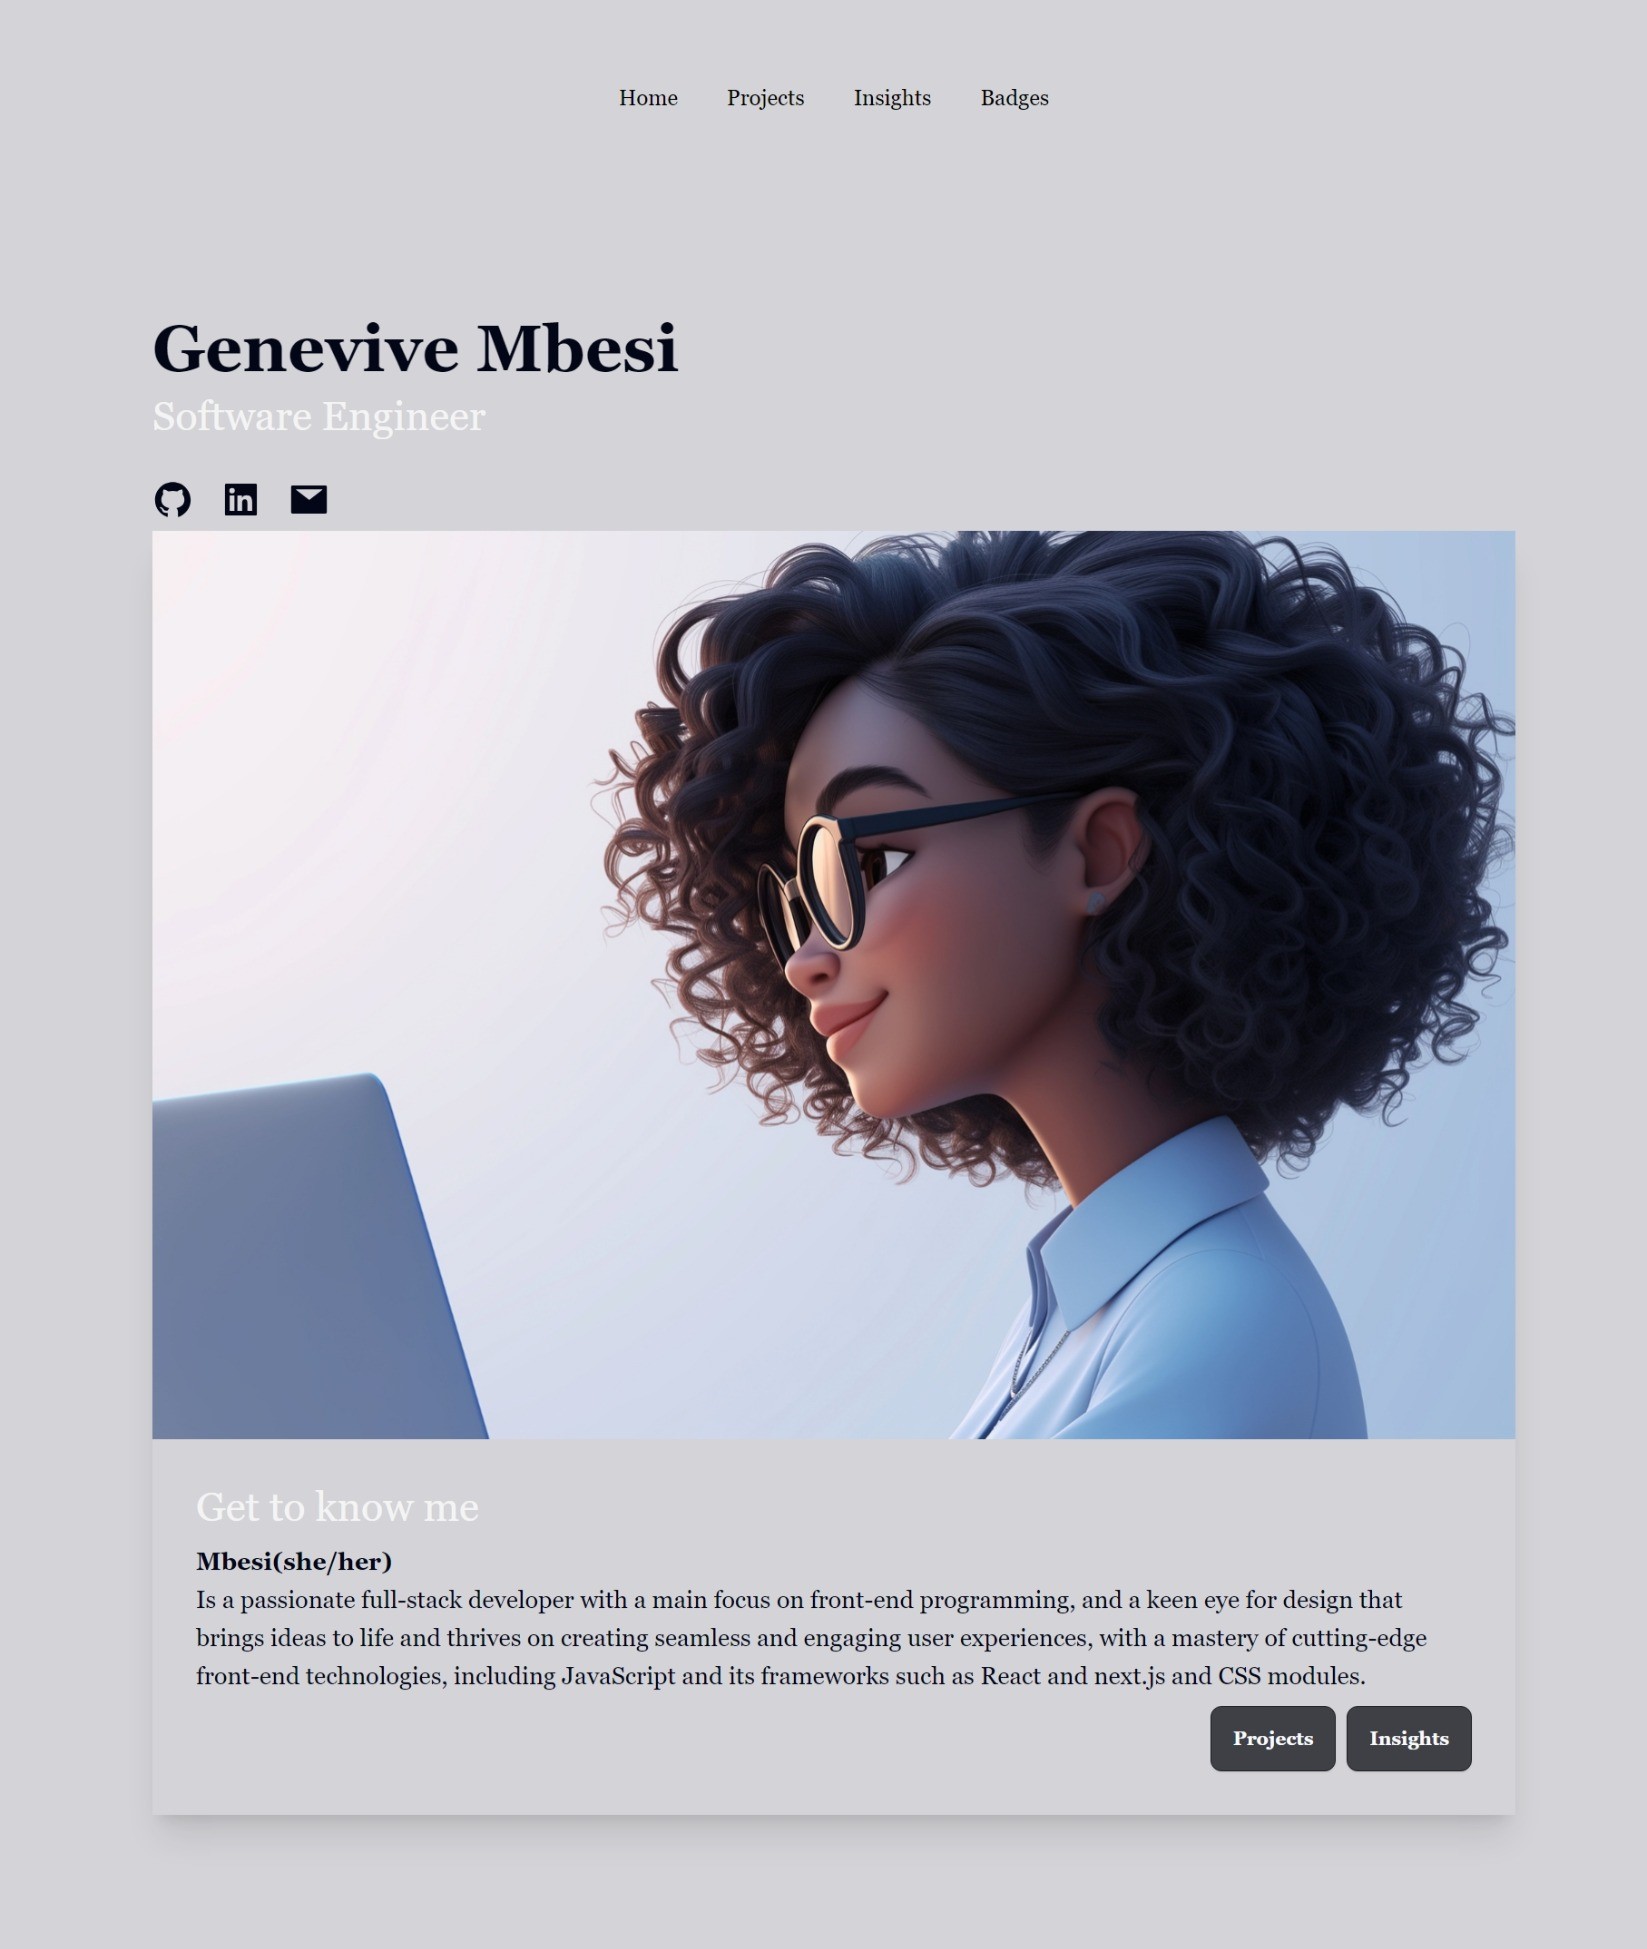 Home Projects Insights Badges
Genevive Mbesi
Software Engineer
in
Get to know me
Mbesi(she/her)
Is a passionate full-stack developer with a main focus on front-end programming, and a keen eye for design that
brings ideas to life and thrives on creating seamless and engaging user experiences, with a mastery of cutting-edge
front-end technologies, including JavaScript and its frameworks such as React and next.js and CSS modules.
Projects Insights